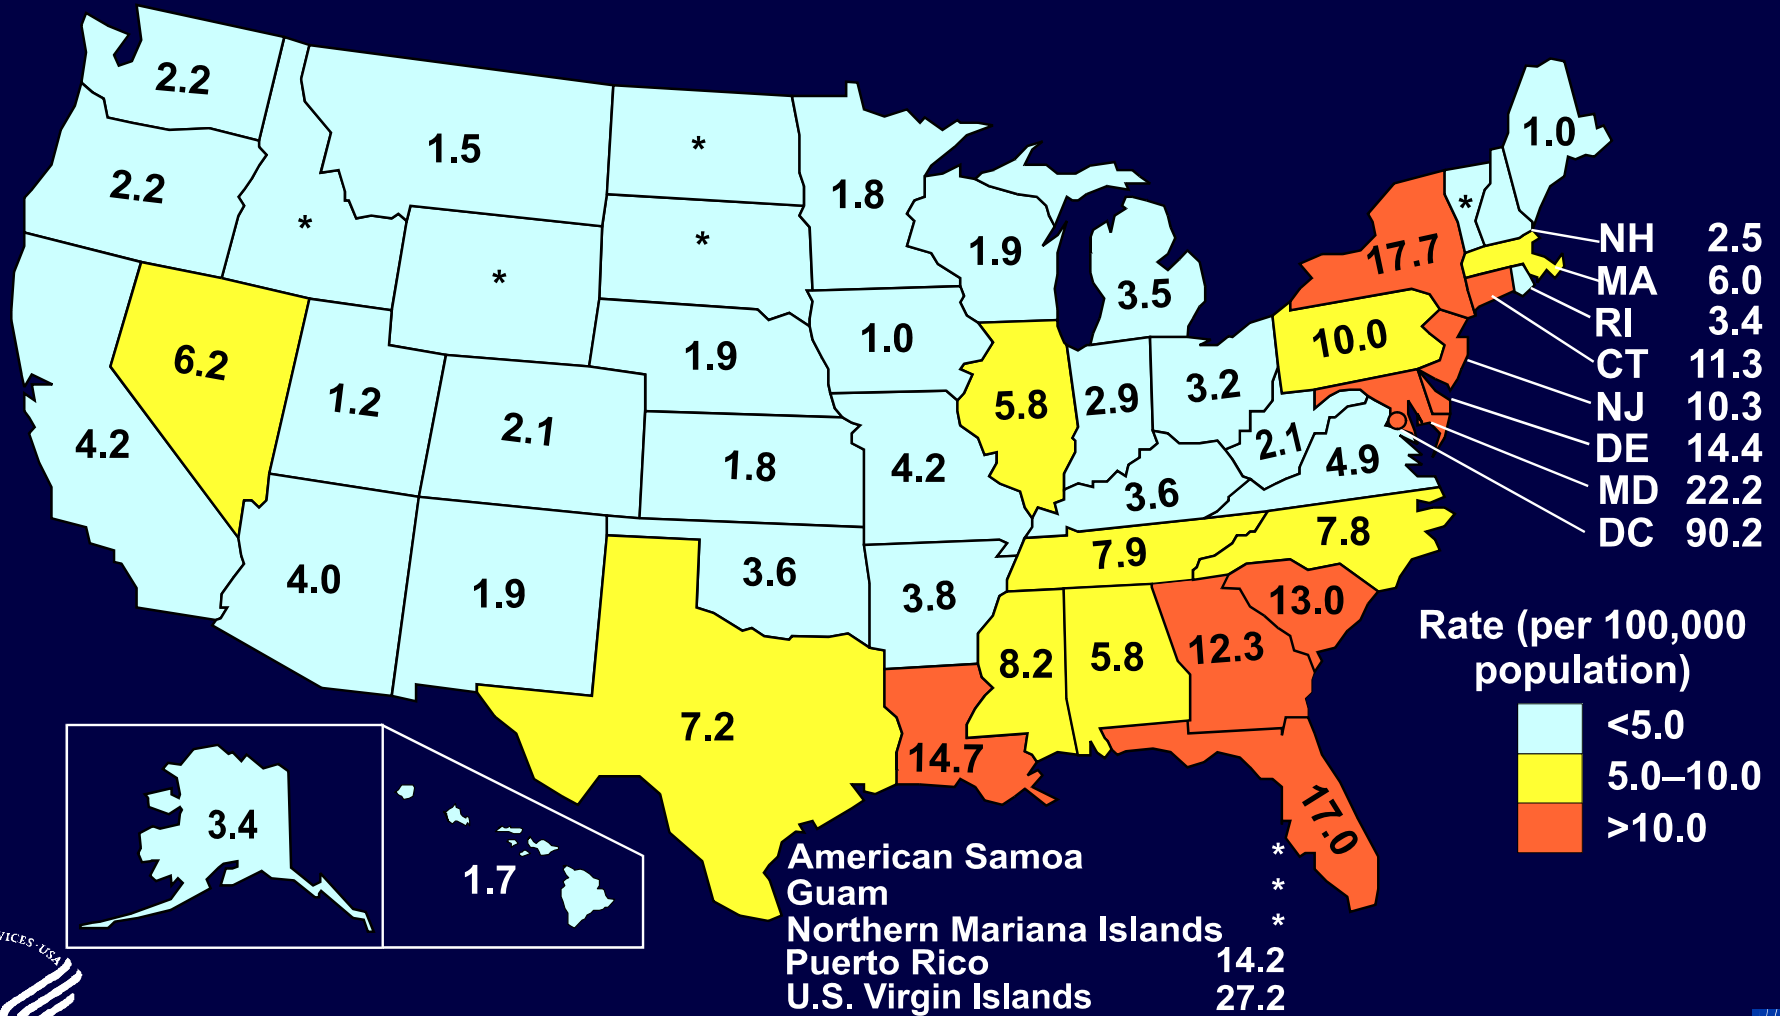 2.2
1.5
*
1.8
1.0
2.2
*
*
*
1.9
*
3.5
17.7
*
NH 2.5
MA 6.0
RI 3.4
CT 11.3
NJ 10.3
DE 14.4
MD 22.2
DC 90.2
6.2
1.2
2.1
1.9
1.0
5.8
2.9
3.2
10.0
4.2
1.8
4.2
3.6
2.1
4.9
4.0
1.9
3.6
3.8
7.9
7.8
7.2
14.7
8.2
5.8
12.3
13.0
17.0
Rate (per 100,000
population)
<5.0
5.0–10.0
>10.0
3.4
1.7
American Samoa *
Guam *
Northern Mariana Islands *
Puerto Rico 14.2
U.S. Virgin Islands 27.2
USA